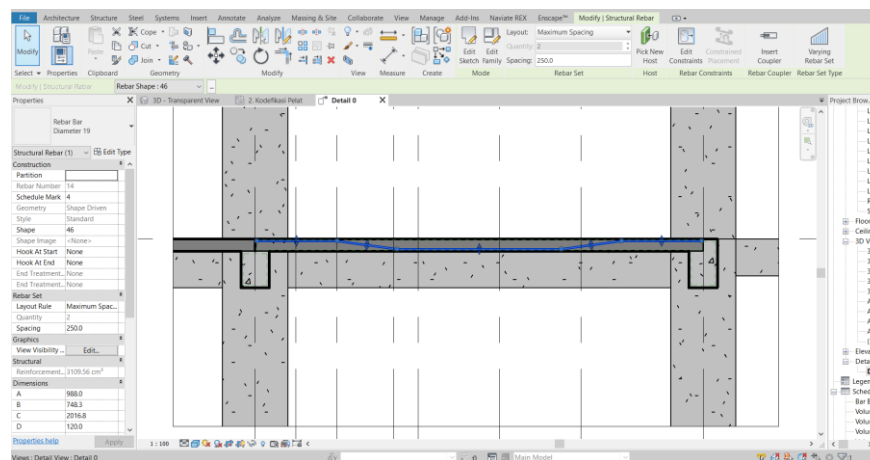 File Architecture Structure Steel Systems Insert Annotate Analyze Massing & Site Collaborate View Manage Add-Ins Naviate REX Enscape™ Modify | Structural Rebar
Modify
Paste
Cope
Cut
Join
Edit Sketch
Edit Family
Layout: Maximum Spacing
Quantity: 2
Spacing: 250.0
Pick New Host
Edit Constraints
Constrained Placement
Insert Coupler
Varying Rebar Set
Select Properties Clipboard Geometry Modify View Measure Create Mode Rebar Set Host Rebar Constraints Rebar Coupler Rebar Set Type
Modify | Structural Rebar Rebar Shape : 46
Properties 3D - Transparent View 2. Kodefikasi Pelat Detail 0 Project Brow...
Rebar Bar
Diameter 19
Structural Rebar (1) Edit Type
Construction
Partition
Rebar Number 14
Schedule Mark 4
Geometry Shape Driven
Style Standard
Shape 46
Shape Image <None>
Hook At Start None
Hook At End None
End Treatment... None
End Treatment... None
Rebar Set
Layout Rule Maximum Spac...
Quantity 2
Spacing 250.0
Graphics
View Visibility ... Edit...
Structural
Reinforcement... 3109.56 cm³
Dimensions
A 988.0
B 748.3
C 2016.8
D 120.0
Properties help Apply
1 : 100
Views : Detail View : Detail 0
Main Model
Floor
Ceilin
3D V
Eleva
Deta
Legen
Sched
Bar B
Volu
Volu
Volu